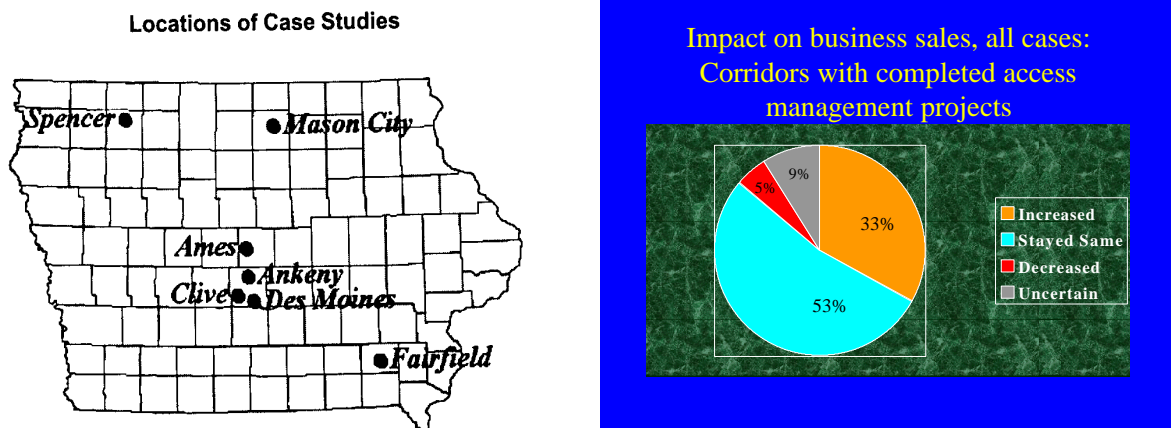 Locations of Case Studies
Spencer
Mason City
Ames
Ankeny
Clive
Des Moines
Fairfield
Impact on business sales, all cases:
Corridors with completed access
management projects
9%
5%
33%
53%
Increased
Stayed Same
Decreased
Uncertain